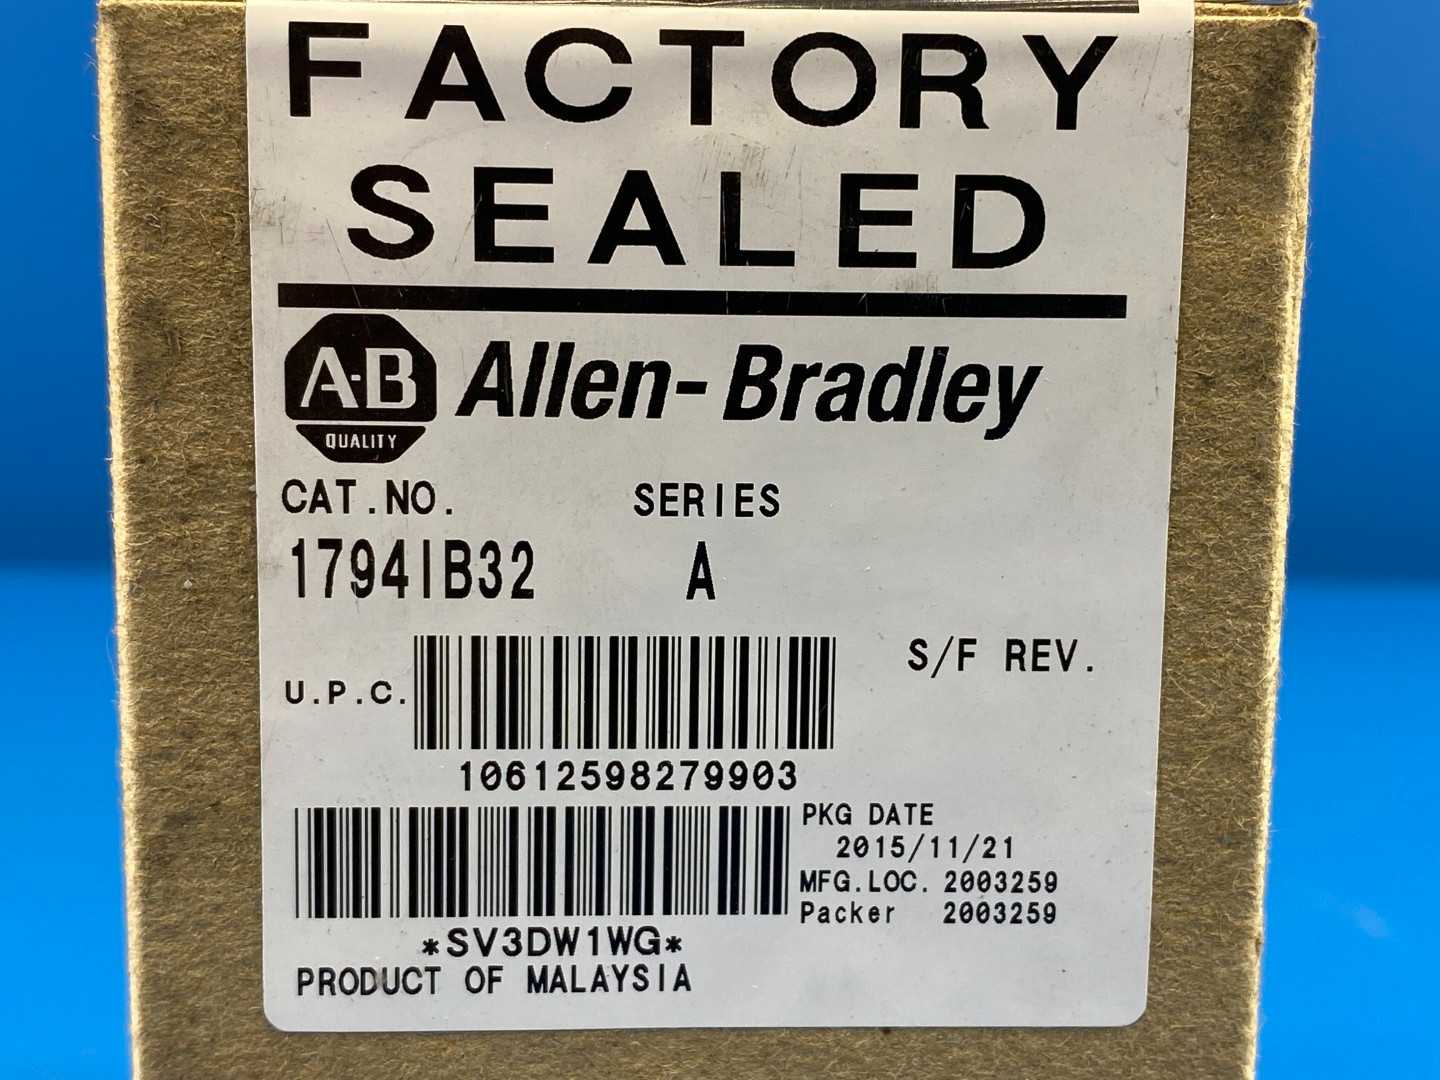 FACTORY
SEALED
A-B
QUALITY
Allen-Bradley
CAT.NO. SERIES
1794IB32 A
S/F REV.
U.P.C.
10612598279903
PKG DATE
2015/11/21
MFG.LOC. 2003259
Packer 2003259
*SV3DW1WG*
PRODUCT OF MALAYSIA